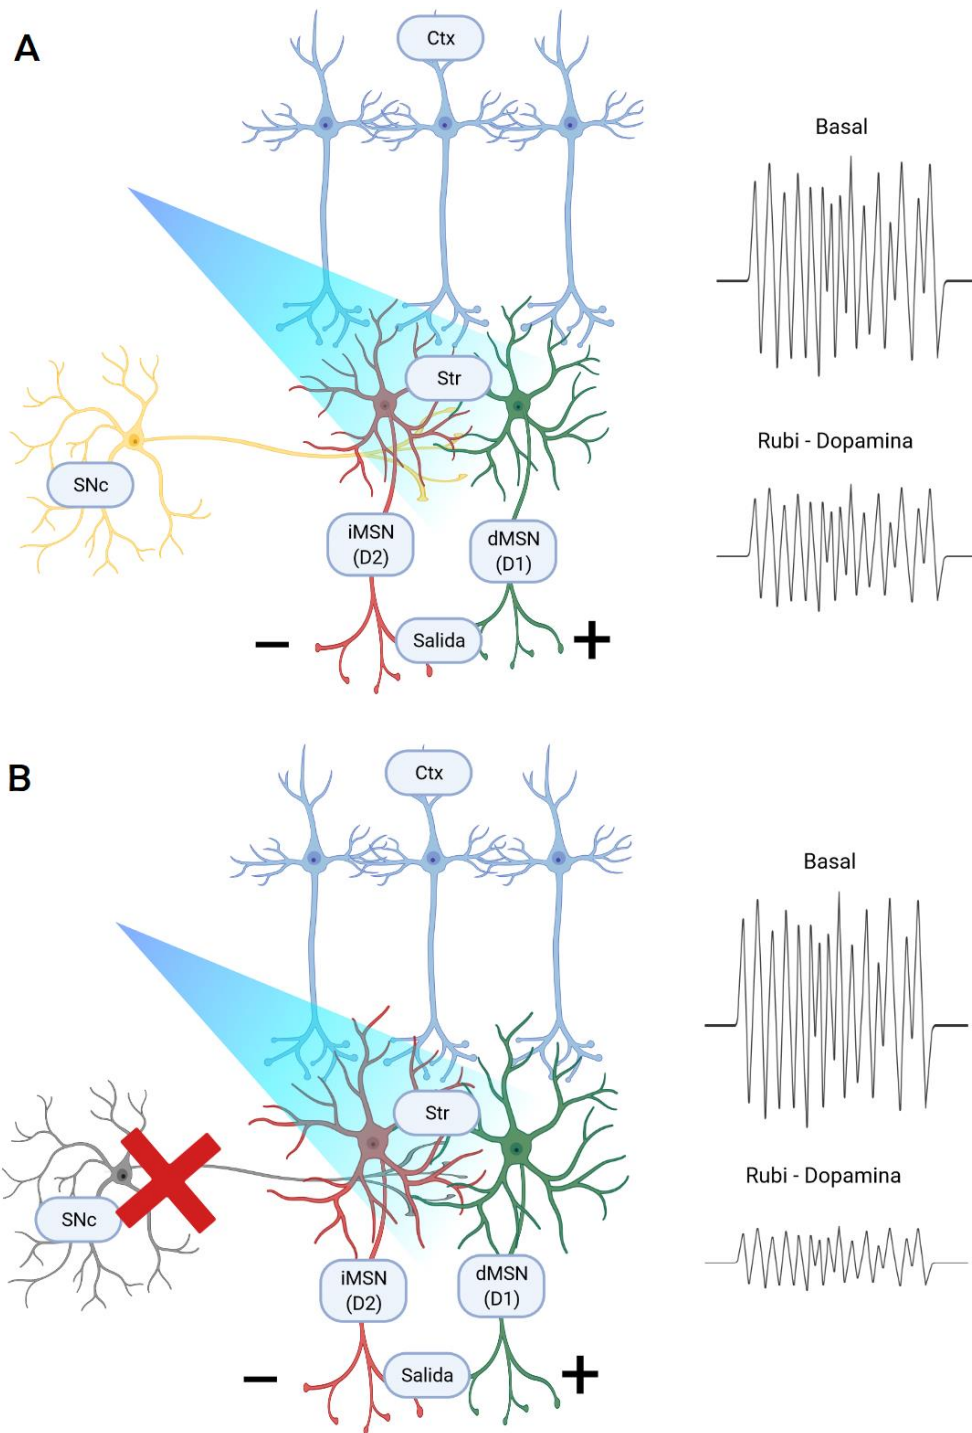 A
Ctx
Basal
Str
Rubi - Dopamina
SNc
iMSN
(D2)
dMSN
(D1)
−
Salida
+
B
Ctx
Basal
Str
Rubi - Dopamina
SNc
iMSN
(D2)
dMSN
(D1)
−
Salida
+